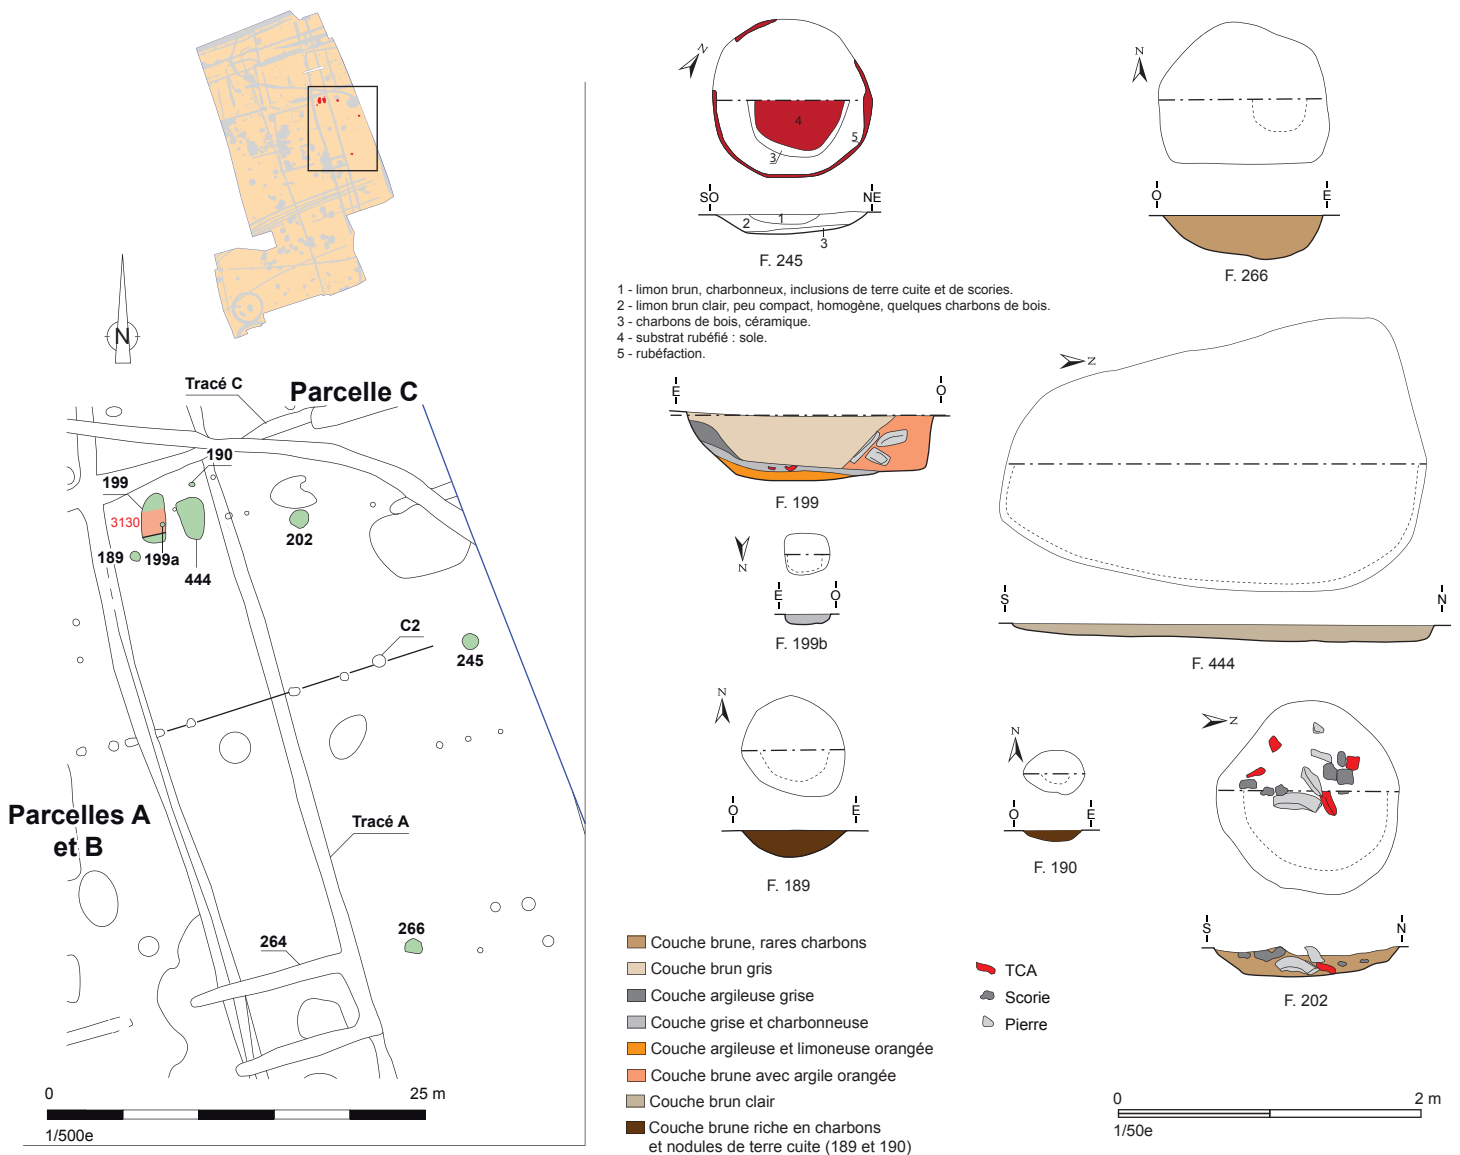 N
Tracé C
Parcelle C
190
199
3130
189
199a
444
202
C2
245
Parcelles A
et B
Tracé A
264
266
0
25 m
1/500e
N
4
5
3
SO
NE
1
2
3
F. 245
N
O
E
F. 266
1 - limon brun, charbonneux, inclusions de terre cuite et de scories.
2 - limon brun clair, peu compact, homogène, quelques charbons de bois.
3 - charbons de bois, céramique.
4 - substrat rubéfié : sole.
5 - rubéfaction.
E
O
F. 199
N
E
O
F. 199b
N
S
N
F. 444
N
O
E
F. 189
N
O
E
F. 190
N
S
N
F. 202
Couche brune, rares charbons
Couche brun gris
Couche argileuse grise
Couche grise et charbonneuse
Couche argileuse et limoneuse orangée
Couche brune avec argile orangée
Couche brun clair
Couche brune riche en charbons
et nodules de terre cuite (189 et 190)
TCA
Scorie
Pierre
0
2 m
1/50e